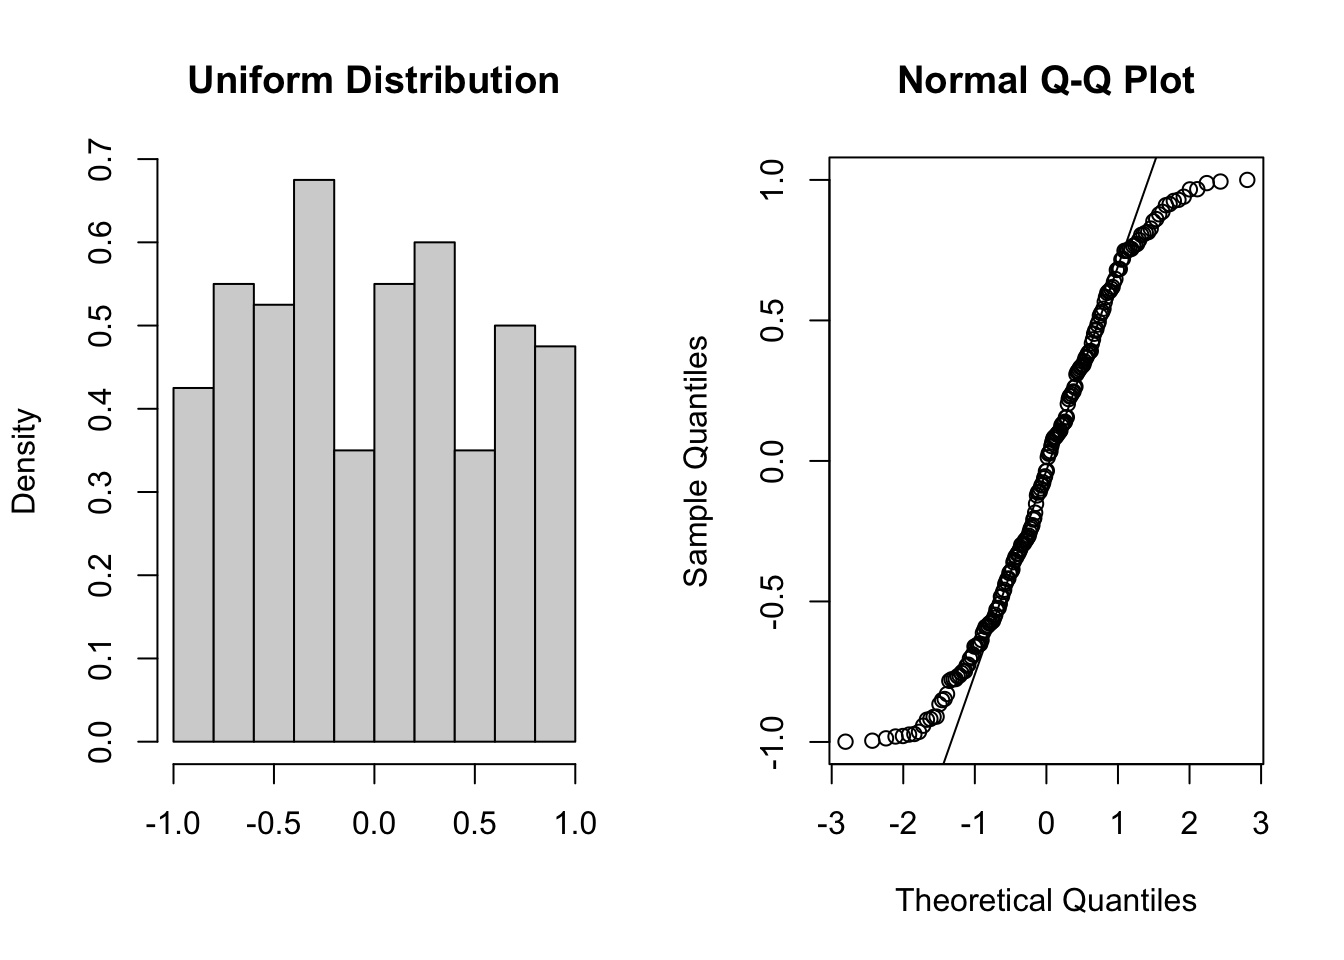 Uniform Distribution
Density
0.0 0.1 0.2 0.3 0.4 0.5 0.6 0.7
-1.0 -0.5 0.0 0.5 1.0
Normal Q-Q Plot
Sample Quantiles
-1.0 -0.5 0.0 0.5 1.0
-3 -2 -1 0 1 2 3
Theoretical Quantiles